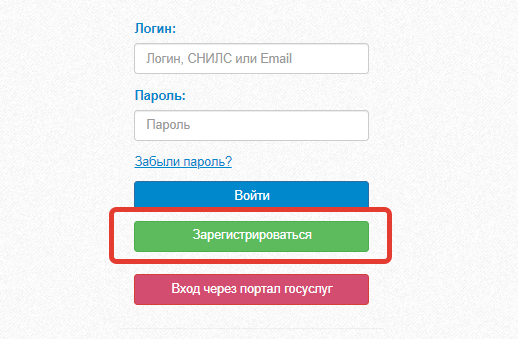 Логин:
Логин, СНИЛС или Email
Пароль:
Пароль
Забыли пароль?
Войти
Зарегистрироваться
Вход через портал госуслуг